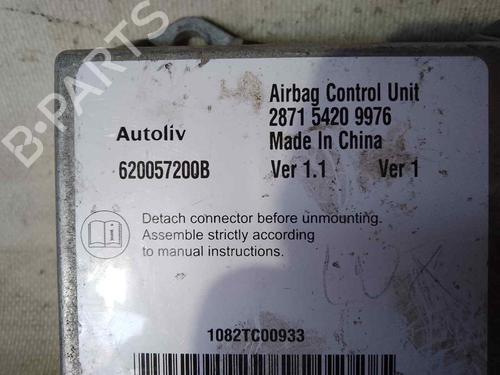 B-PARTS
Airbag Control Unit
2871 5420 9976
Autoliv
Made In China
620057200B
Ver 1.1 Ver 1
Detach connector before unmounting.
Assemble strictly according
to manual instructions.
1082TC00933